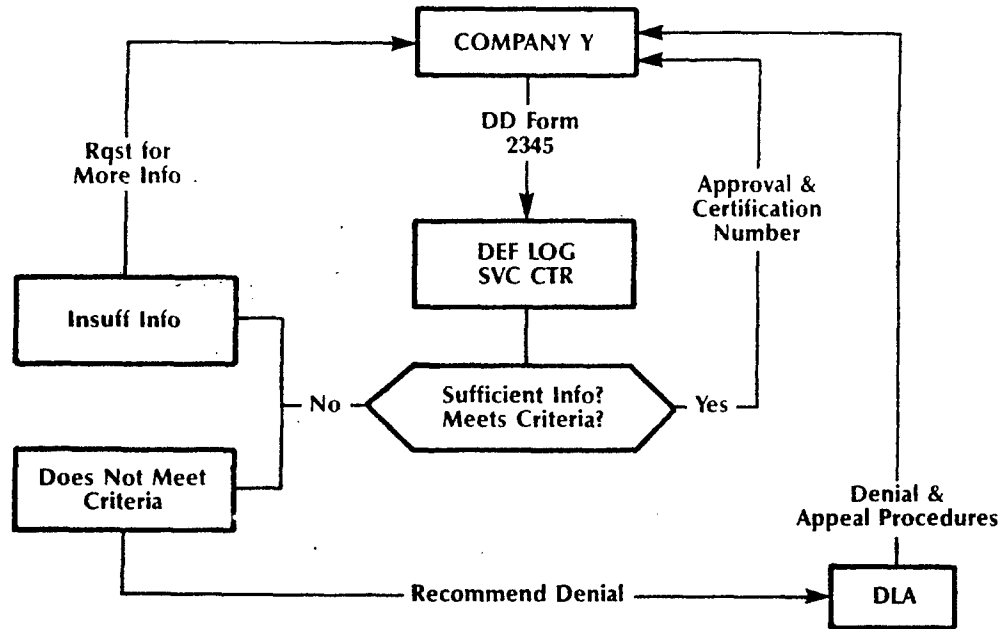 COMPANY Y
DD Form
2345
Rqst for
More Info
Approval &
Certification
Number
DEF LOG
SVC CTR
Insuff Info
Sufficient Info?
Meets Criteria?
No
Yes
Does Not Meet
Criteria
Denial &
Appeal Procedures
Recommend Denial
DLA